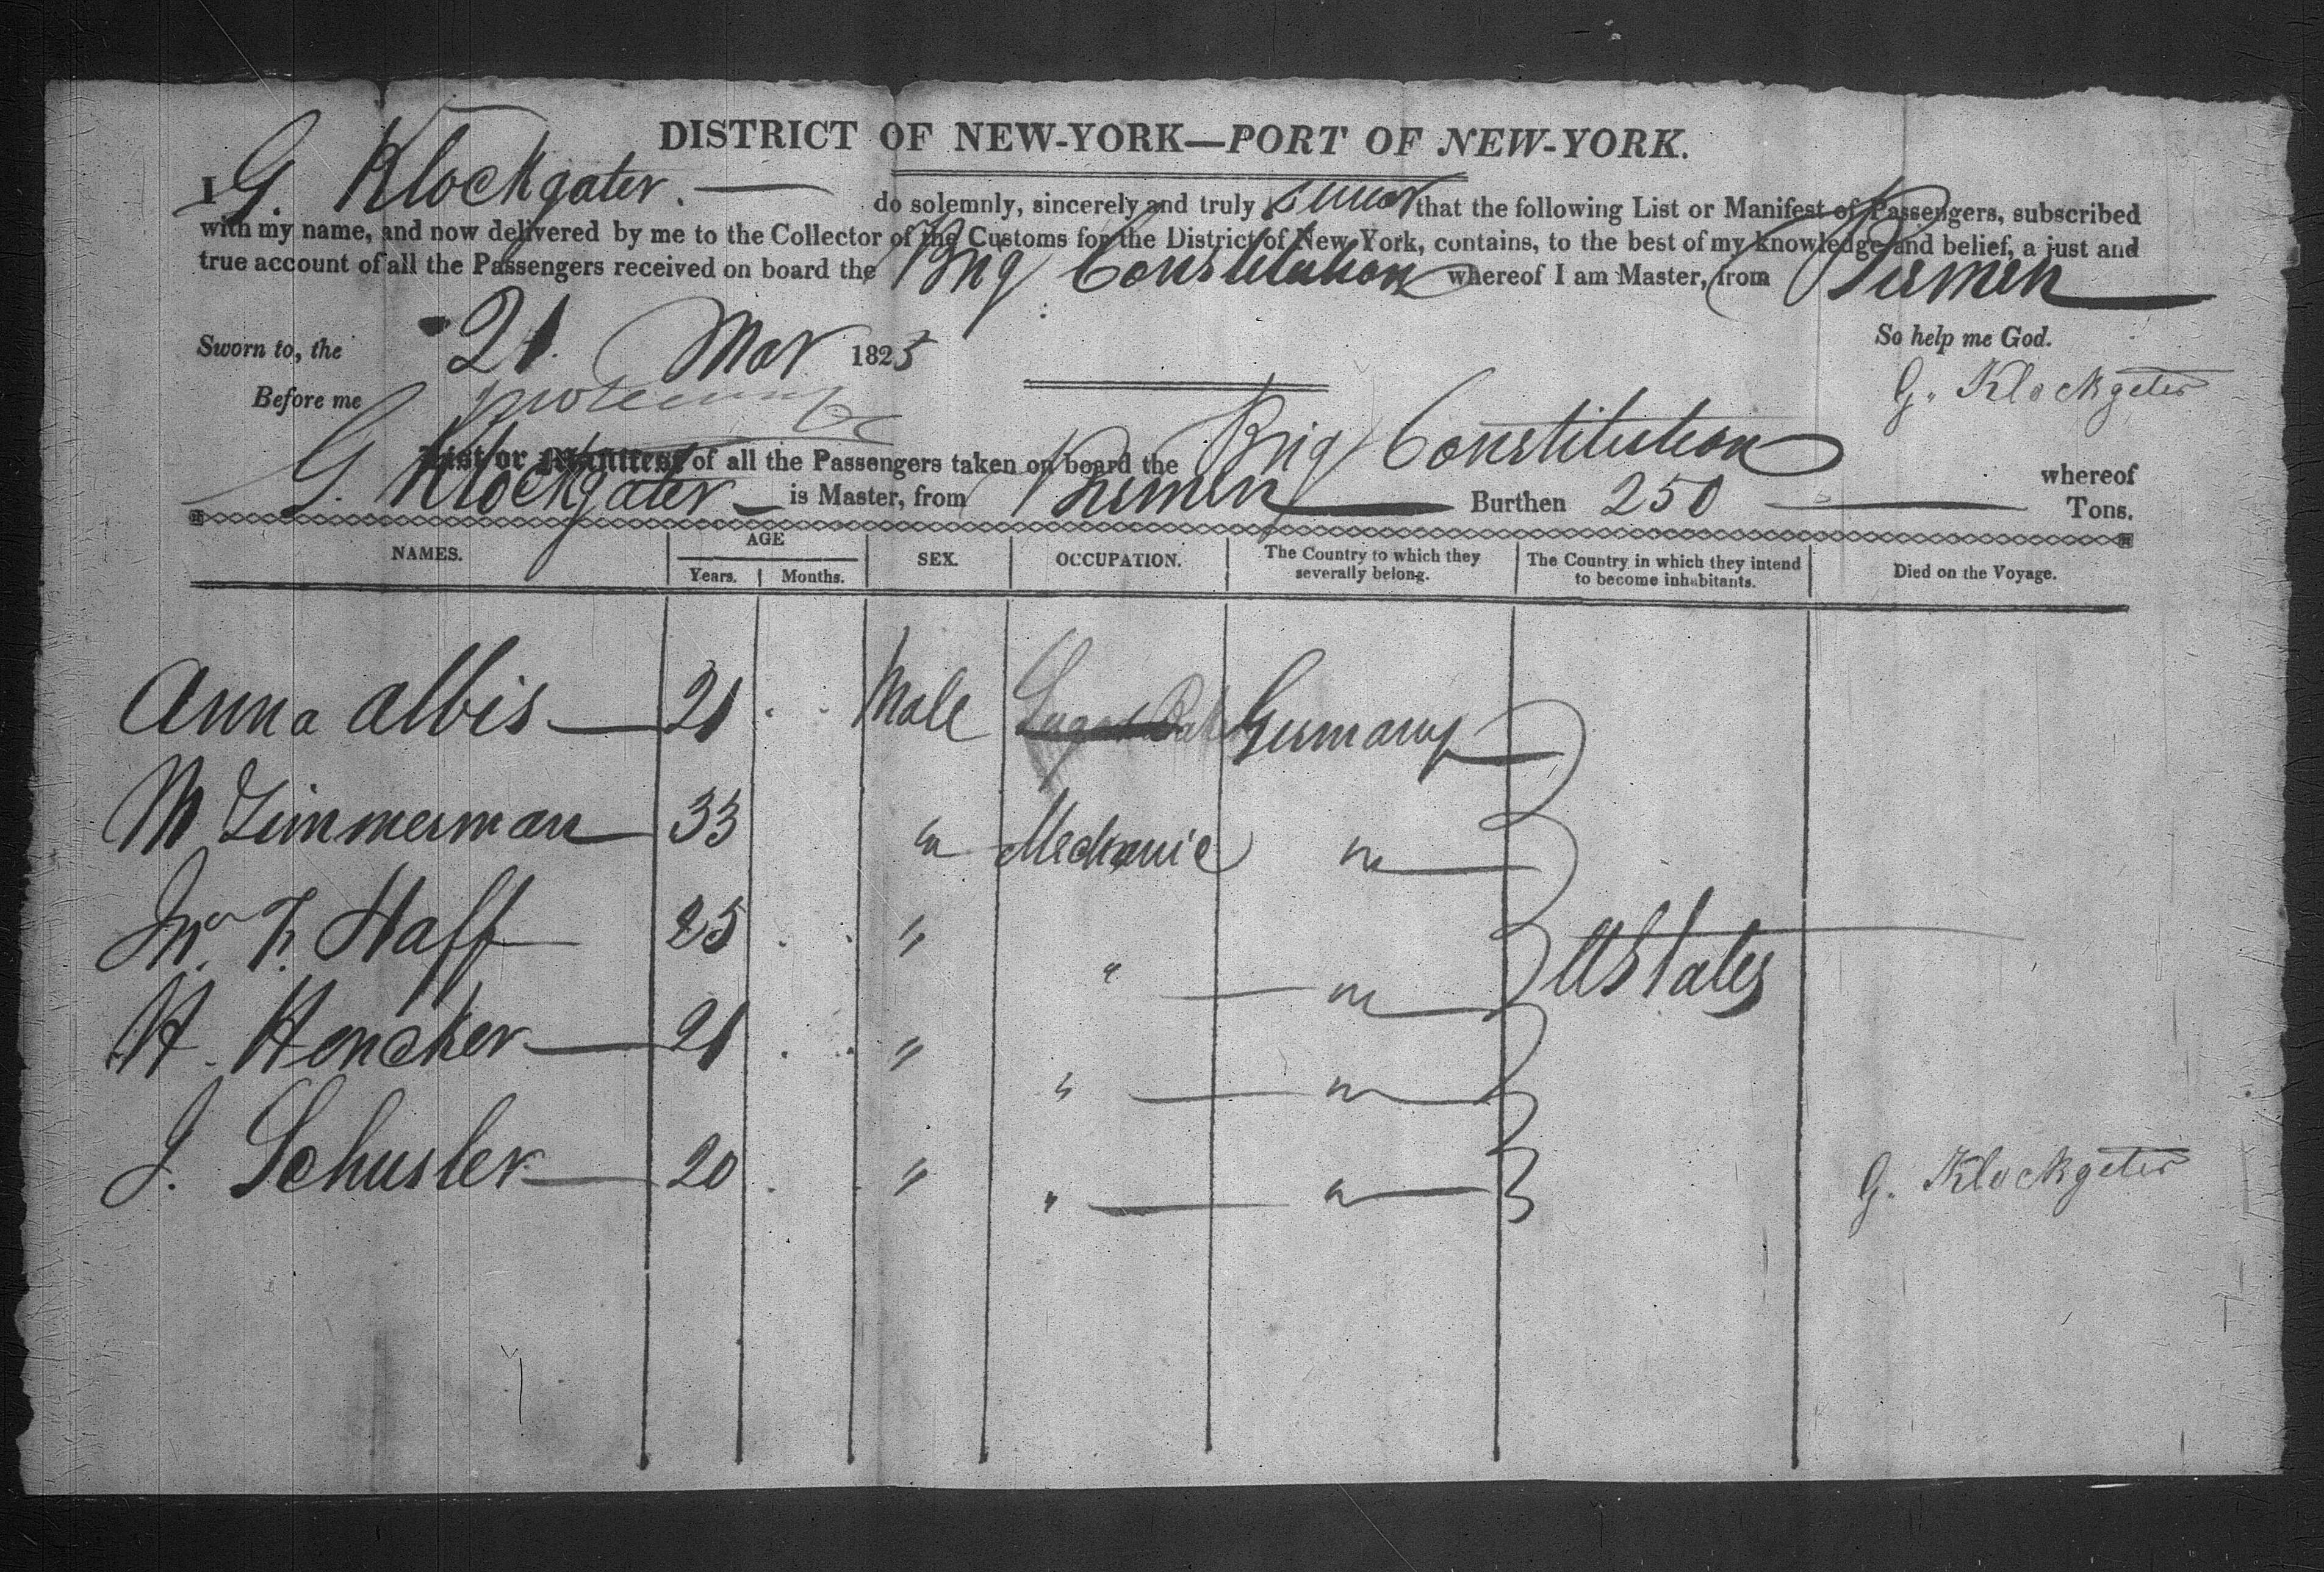 DISTRICT OF NEW-YORK—PORT OF NEW-YORK.
I G. Klockgater. do solemnly, sincerely and truly swear that the following List or Manifest of Passengers, subscribed
with my name, and now delivered by me to the Collector of the Customs for the District of New York, contains, to the best of my knowledge and belief, a just and
true account of all the Passengers received on board the Brig Constitution whereof I am Master, from Bremen
So help me God.
Sworn to, the 21 Mar 1825
G. Klockgeter
Before me
List or Manifest of all the Passengers taken on board the Brig Constitution whereof
G. Klockgater is Master, from Bremen Burthen 250 Tons.
NAMES. AGE Years. Months. SEX. OCCUPATION. The Country to which they severally belong. The Country in which they intend to become inhabitants. Died on the Voyage.
Anna Albis 21 Male Germany
M Zimmerman 33 " Mechanic "
F. Haff 25 " " " UStates
H. Hencker 21 " " "
J. Schusler 20 " " "
G. Klockgeter